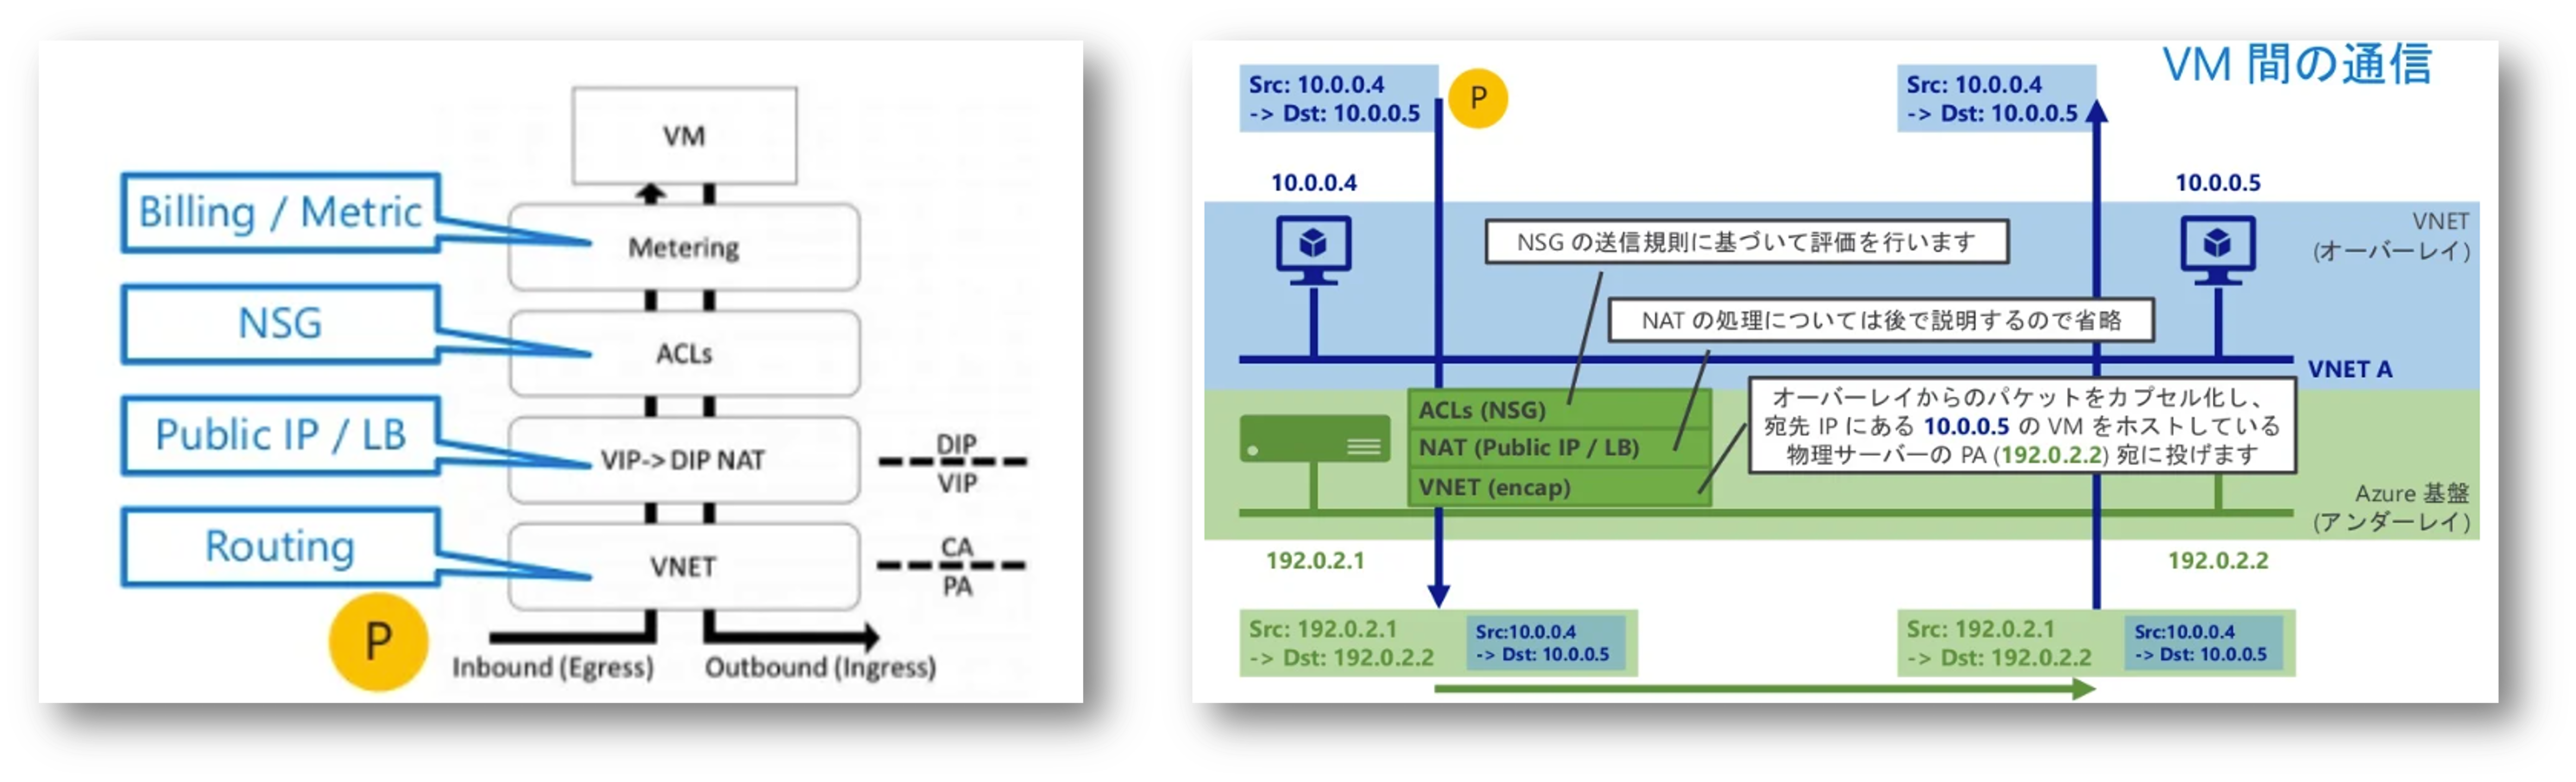 VM
Billing / Metric
Metering
NSG
ACLs
Public IP / LB
VIP-> DIP NAT
DIP
VIP
Routing
VNET
CA
PA
P
Inbound (Egress)
Outbound (Ingress)
VM 間の通信
Src: 10.0.0.4
-> Dst: 10.0.0.5
P
Src: 10.0.0.4
-> Dst: 10.0.0.5
10.0.0.4
10.0.0.5
VNET
(オーバーレイ)
NSG の送信規則に基づいて評価を行います
NAT の処理については後で説明するので省略
VNET A
ACLs (NSG)
NAT (Public IP / LB)
VNET (encap)
オーバーレイからのパケットをカプセル化し、
宛先 IP にある 10.0.0.5 の VM をホストしている
物理サーバーの PA (192.0.2.2) 宛に投げます
Azure 基盤
(アンダーレイ)
192.0.2.1
192.0.2.2
Src: 192.0.2.1
-> Dst: 192.0.2.2
Src:10.0.0.4
-> Dst: 10.0.0.5
Src: 192.0.2.1
-> Dst: 192.0.2.2
Src:10.0.0.4
-> Dst: 10.0.0.5